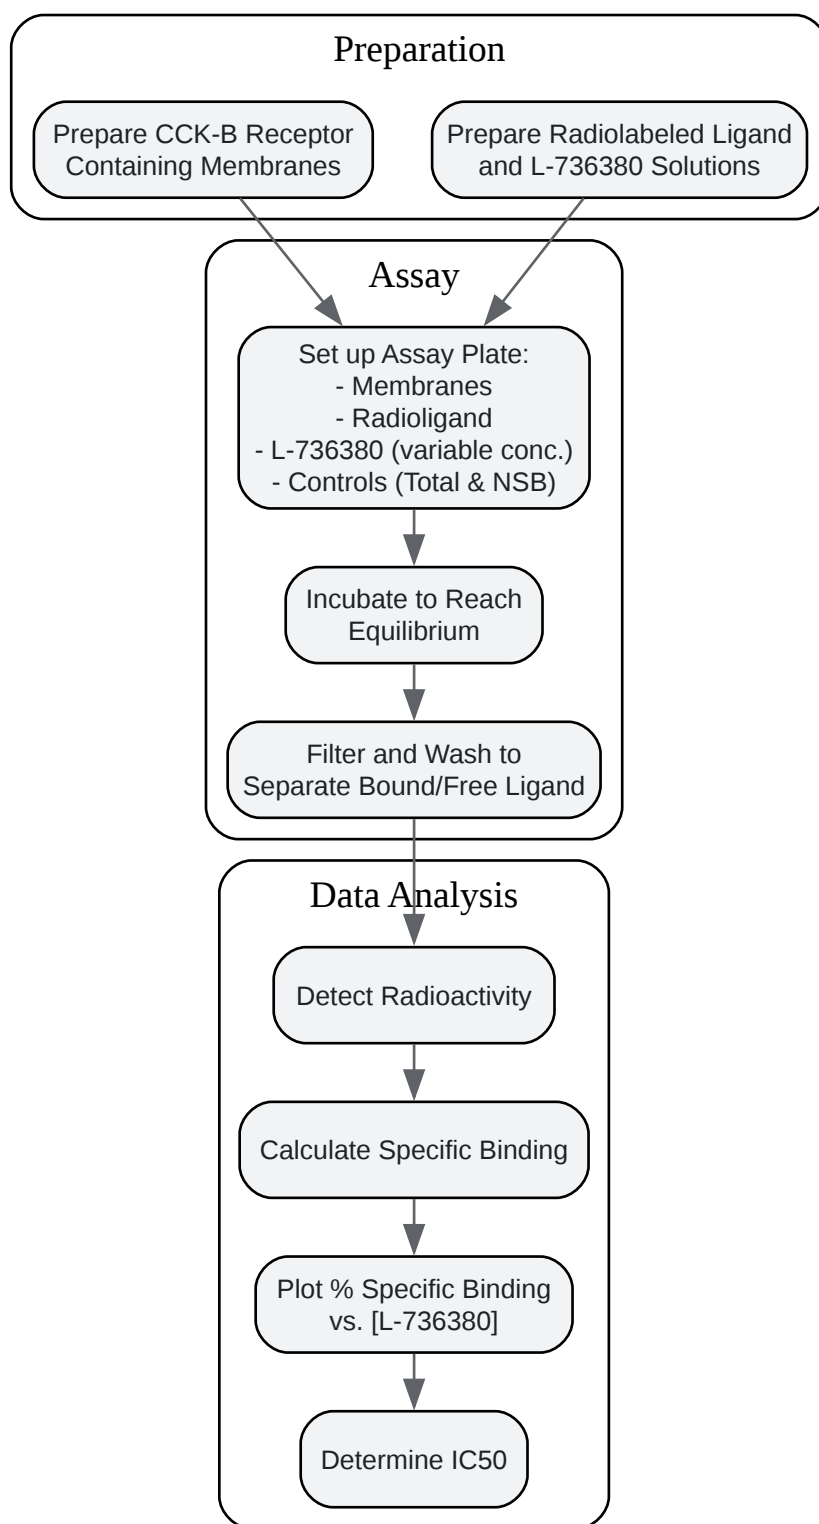 Preparation
Prepare CCK-B Receptor
Containing Membranes
Prepare Radiolabeled Ligand
and L-736380 Solutions
Assay
Set up Assay Plate:
- Membranes
- Radioligand
- L-736380 (variable conc.)
- Controls (Total & NSB)
Incubate to Reach
Equilibrium
Filter and Wash to
Separate Bound/Free Ligand
Data Analysis
Detect Radioactivity
Calculate Specific Binding
Plot % Specific Binding
vs. [L-736380]
Determine IC50